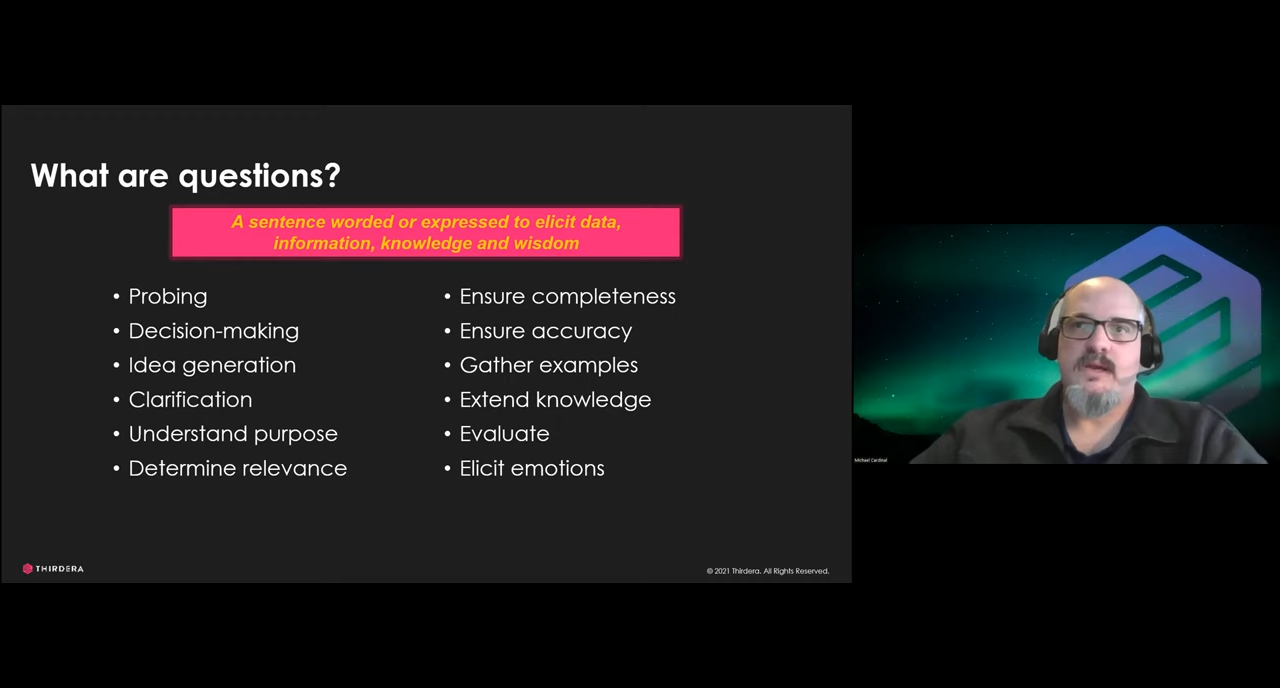 What are questions?
A sentence worded or expressed to elicit data,
information, knowledge and wisdom
• Probing
• Decision-making
• Idea generation
• Clarification
• Understand purpose
• Determine relevance
• Ensure completeness
• Ensure accuracy
• Gather examples
• Extend knowledge
• Evaluate
• Elicit emotions
THIRDERA
© 2021 Thirdera. All Rights Reserved.
Michael Cardinal